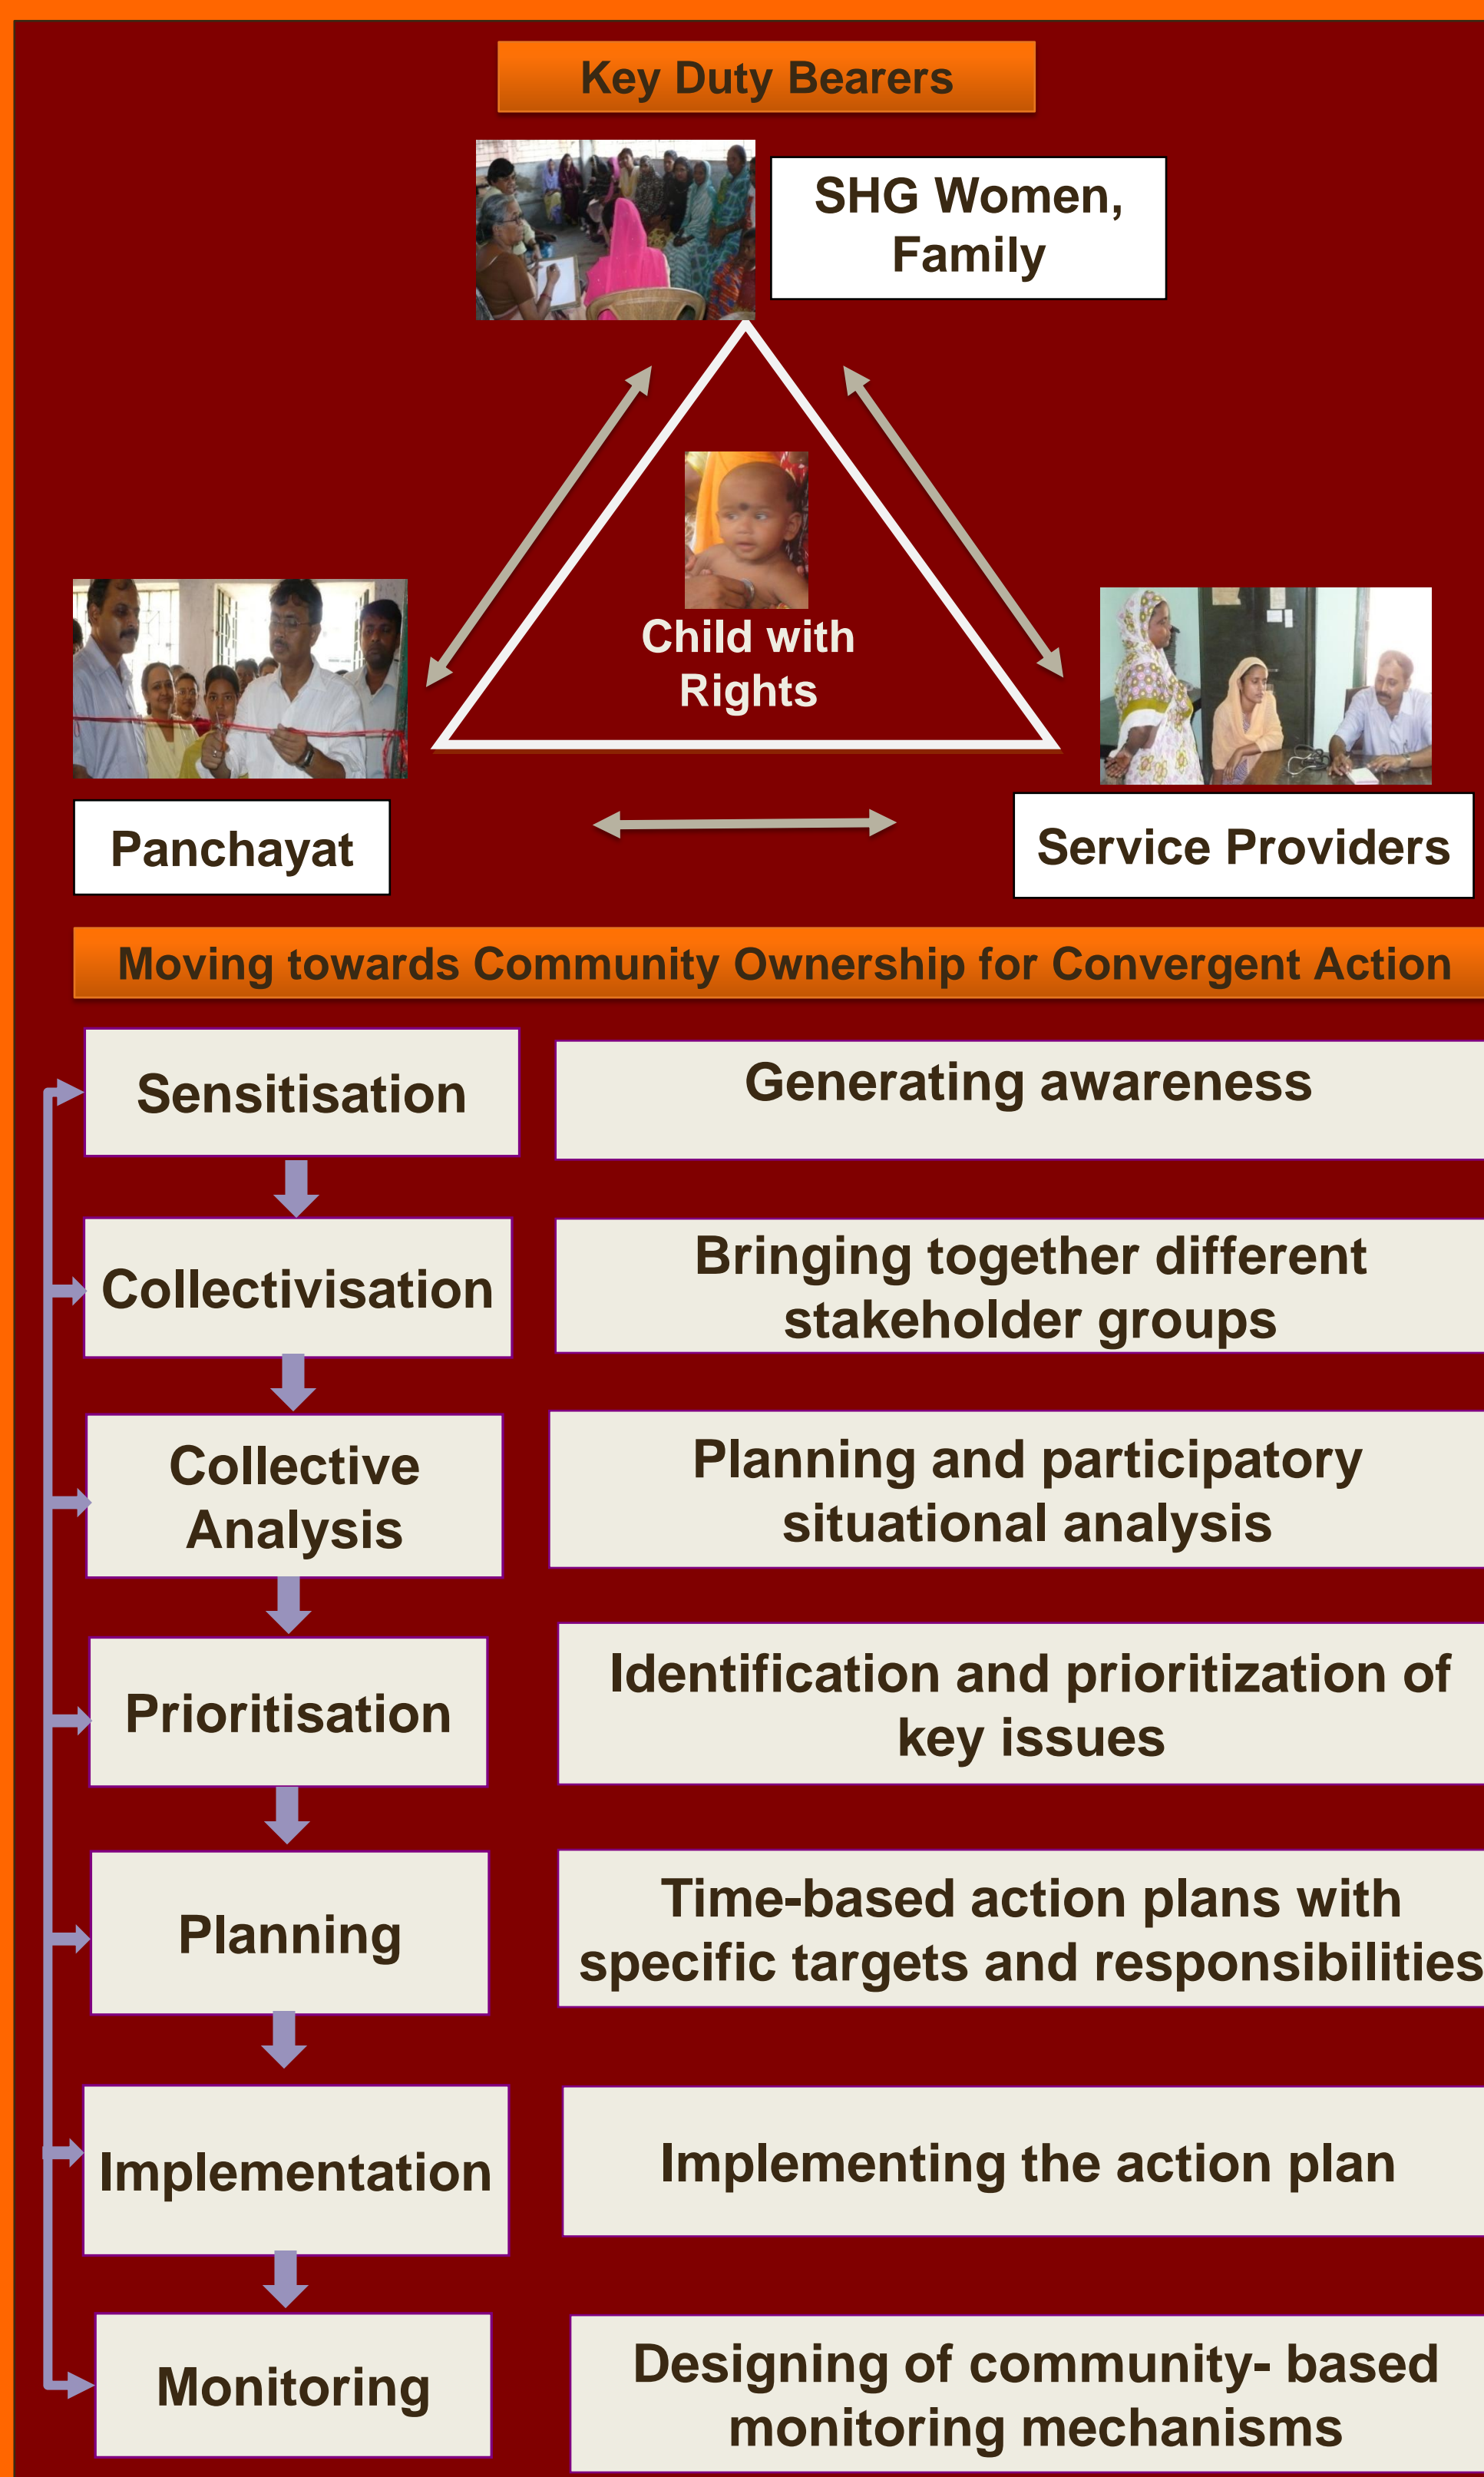 Key Duty Bearers
SHG Women,
Family
Child with
Rights
Panchayat
Service Providers
Moving towards Community Ownership for Convergent Action
Sensitisation
Generating awareness
Collectivisation
Bringing together different
stakeholder groups
Collective
Analysis
Planning and participatory
situational analysis
Prioritisation
Identification and prioritization of
key issues
Planning
Time-based action plans with
specific targets and responsibilities
Implementation
Implementing the action plan
Monitoring
Designing of community- based
monitoring mechanisms